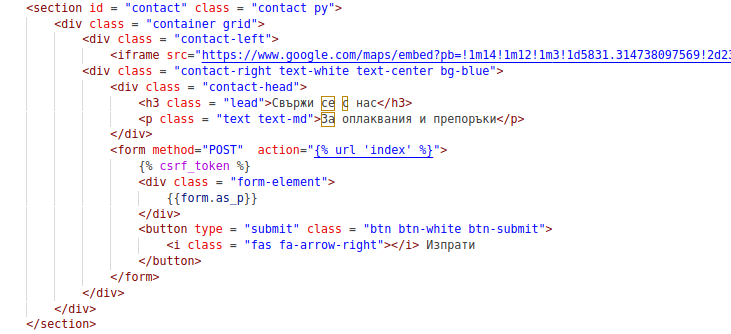 <section id = "contact" class = "contact py">
<div class = "container grid">
<div class = "contact-left">
<iframe src="https://www.google.com/maps/embed?pb=!1m14!1m12!1m3!1d5831.314738097569!2d23
<div class = "contact-right text-white text-center bg-blue">
<div class = "contact-head">
<h3 class = "lead">Свържи се с нас</h3>
<p class = "text text-md">За оплаквания и препоръки</p>
</div>
<form method="POST"  action="{% url 'index' %}">
{% csrf_token %}
<div class = "form-element">
{{form.as_p}}
</div>
<button type = "submit" class = "btn btn-white btn-submit">
<i class = "fas fa-arrow-right"></i> Изпрати
</button>
</form>
</div>
</div>
</section>